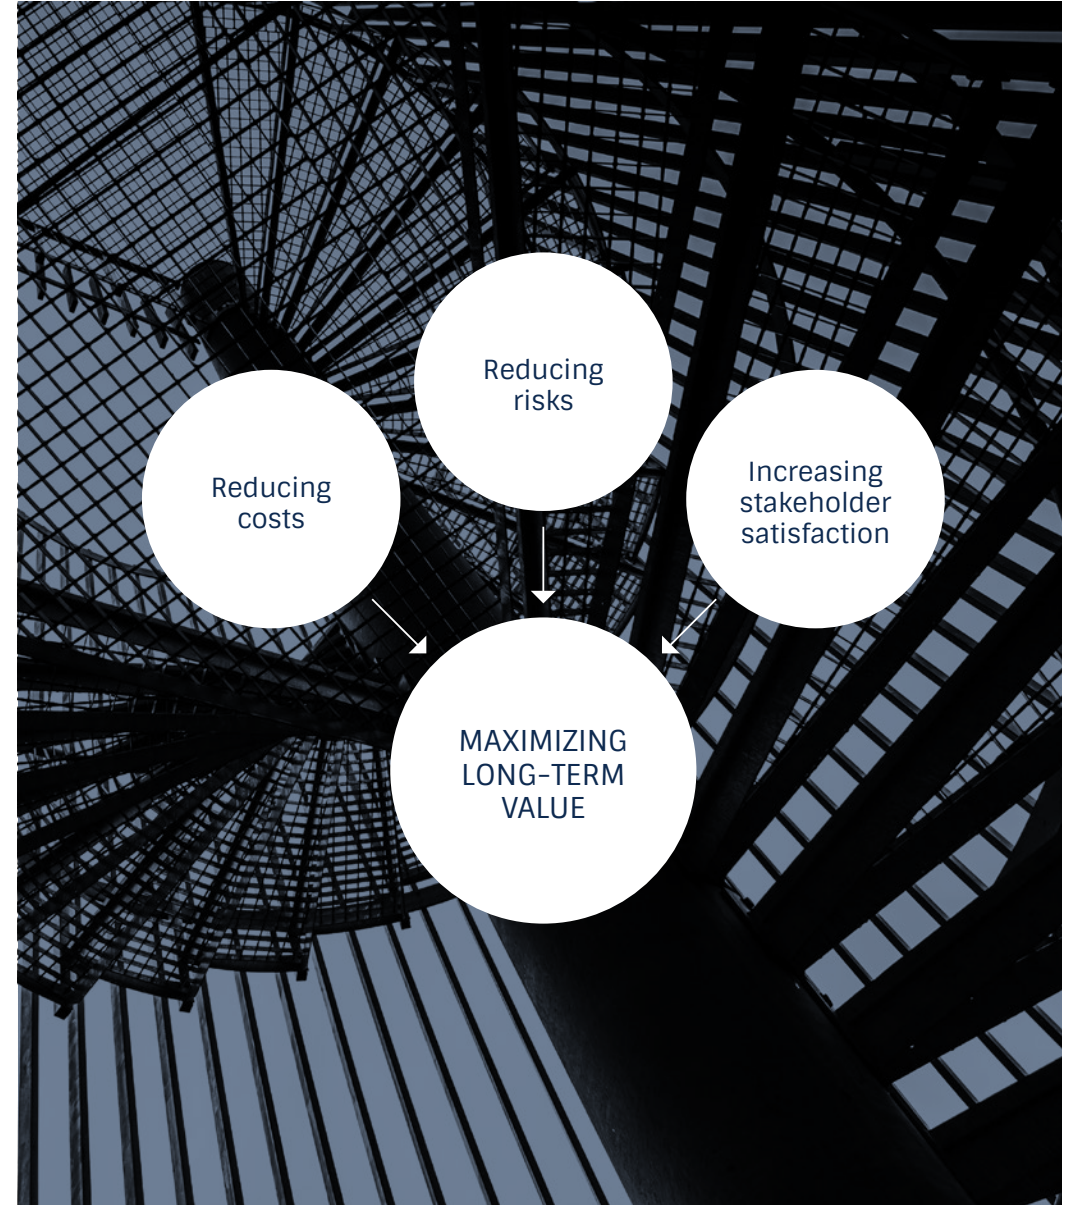 Reducing
risks
Reducing
costs
Increasing
stakeholder
satisfaction
MAXIMIZING
LONG-TERM
VALUE